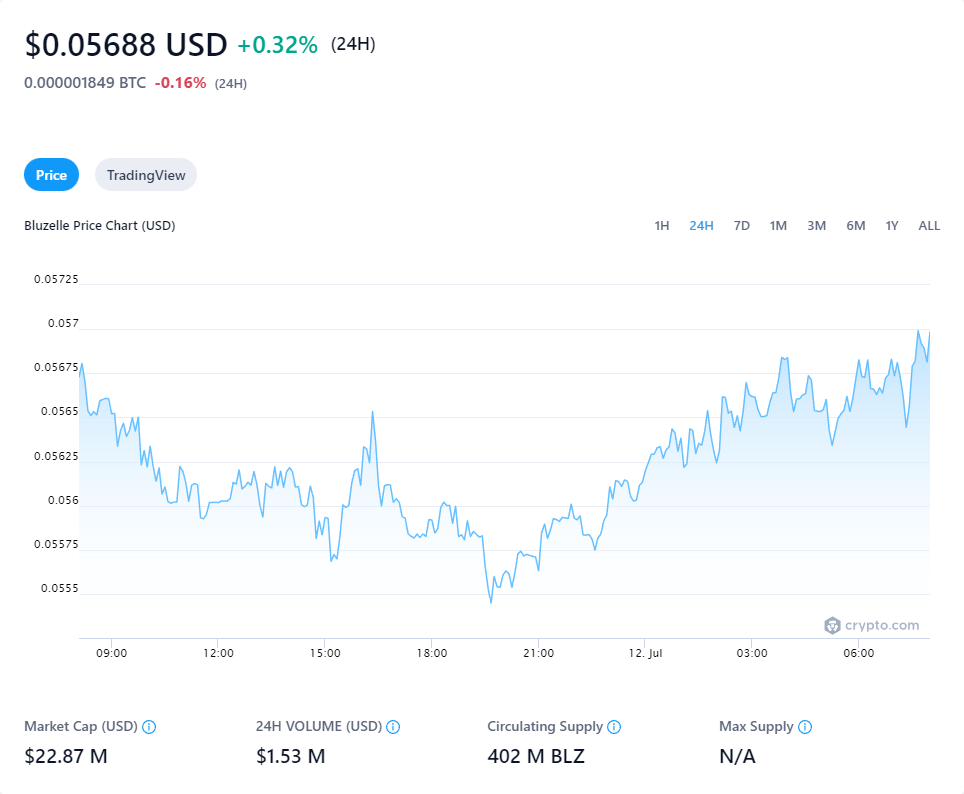 $0.05688 USD +0.32% (24H)
0.000001849 BTC -0.16% (24H)
Price TradingView
Bluzelle Price Chart (USD) 1H 24H 7D 1M 3M 6M 1Y ALL
0.05725
0.057
0.05675
0.0565
0.05625
0.056
0.05575
0.0555
crypto.com
09:00 12:00 15:00 18:00 21:00 12. Jul 03:00 06:00
Market Cap (USD) 24H VOLUME (USD) Circulating Supply Max Supply
$22.87 M $1.53 M 402 M BLZ N/A